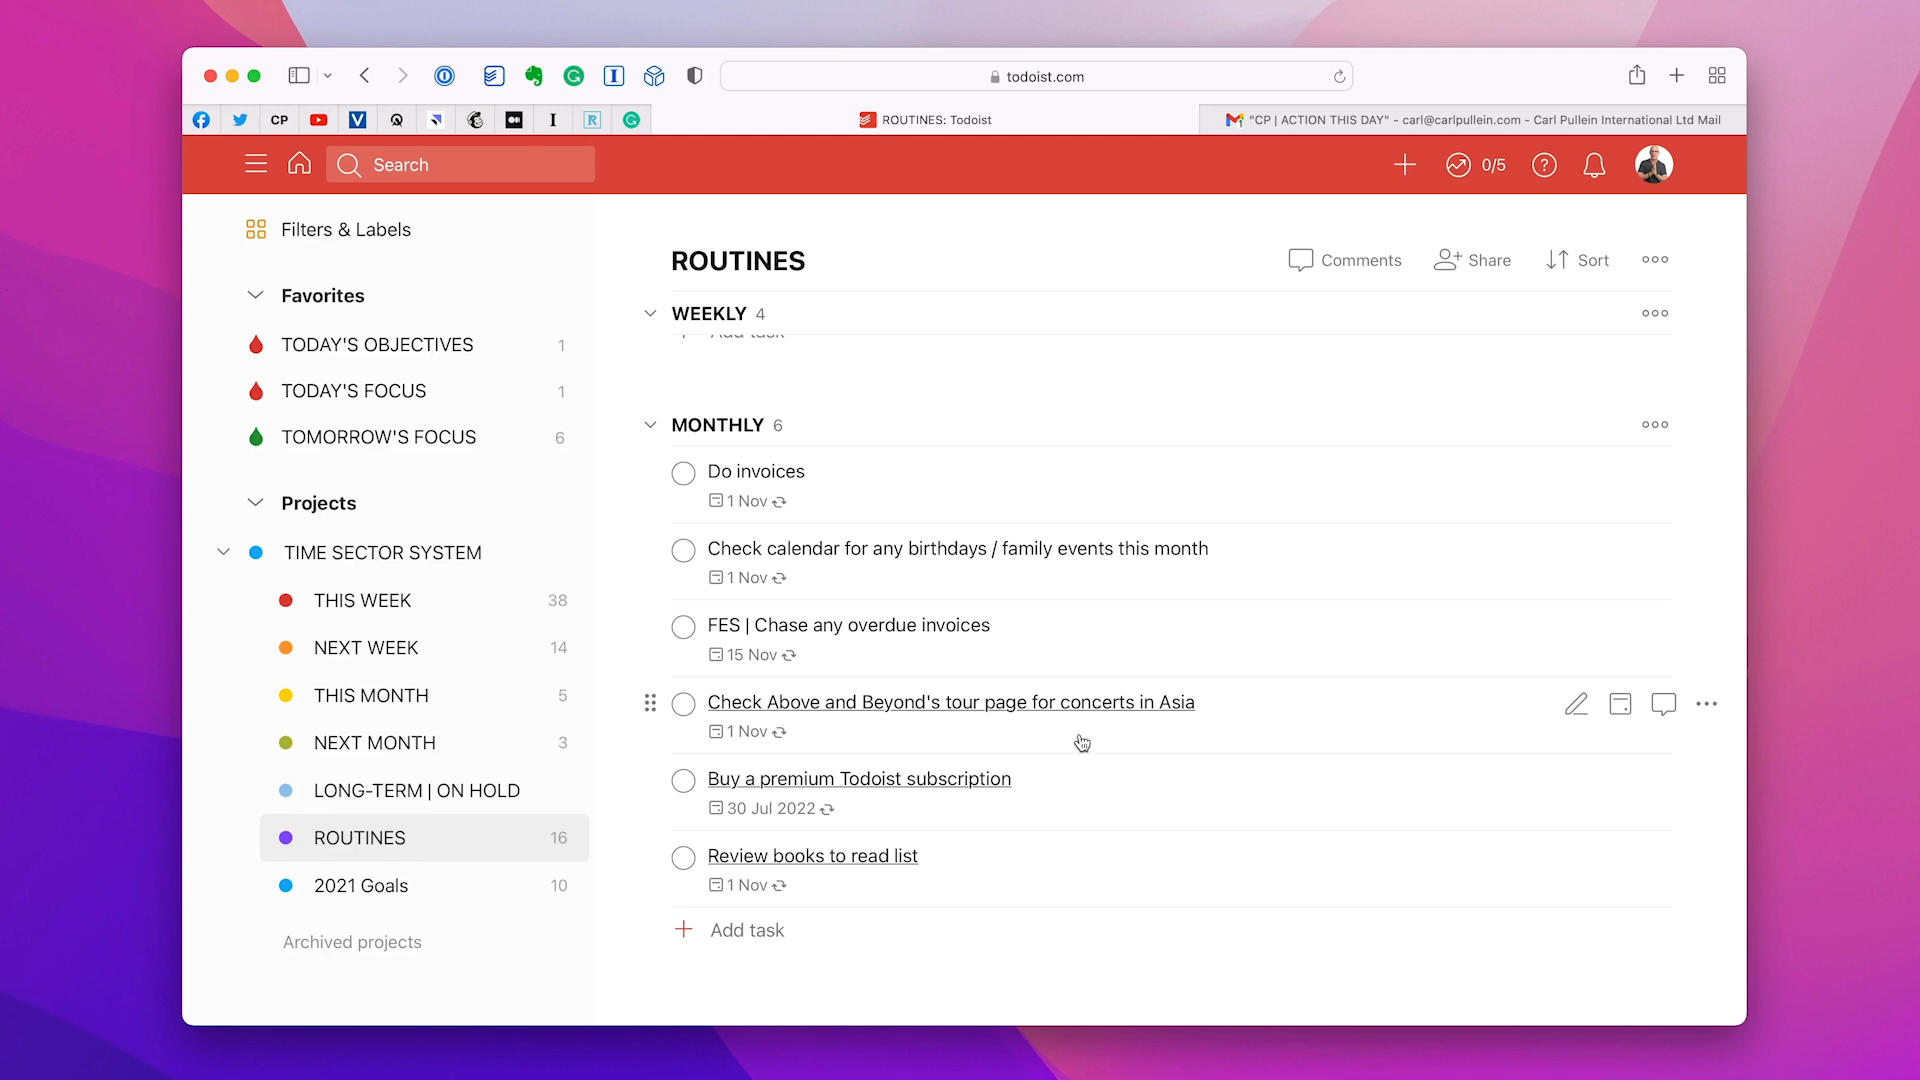 todoist.com
CP
ROUTINES: Todoist
"CP | ACTION THIS DAY" - carl@carlpullein.com - Carl Pullein International Ltd Mail
Search
0/5
Filters & Labels
Favorites
TODAY'S OBJECTIVES 1
TODAY'S FOCUS 1
TOMORROW'S FOCUS 6
Projects
TIME SECTOR SYSTEM
THIS WEEK 38
NEXT WEEK 14
THIS MONTH 5
NEXT MONTH 3
LONG-TERM | ON HOLD
ROUTINES 16
2021 Goals 10
Archived projects
ROUTINES
Comments
Share
Sort
WEEKLY 4
Add task
MONTHLY 6
Do invoices
1 Nov
Check calendar for any birthdays / family events this month
1 Nov
FES | Chase any overdue invoices
15 Nov
Check Above and Beyond's tour page for concerts in Asia
1 Nov
Buy a premium Todoist subscription
30 Jul 2022
Review books to read list
1 Nov
Add task